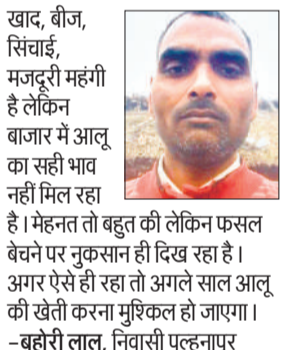 खाद, बीज,
सिंचाई,
मजदूरी महंगी
है लेकिन
बाजार में आलू
का सही भाव
नहीं मिल रहा
है। मेहनत तो बहुत की लेकिन फसल
बेचने पर नुकसान ही दिख रहा है।
अगर ऐसे ही रहा तो अगले साल आलू
की खेती करना मुश्किल हो जाएगा।
-बहोरी लाल, निवासी पल्हनापुर